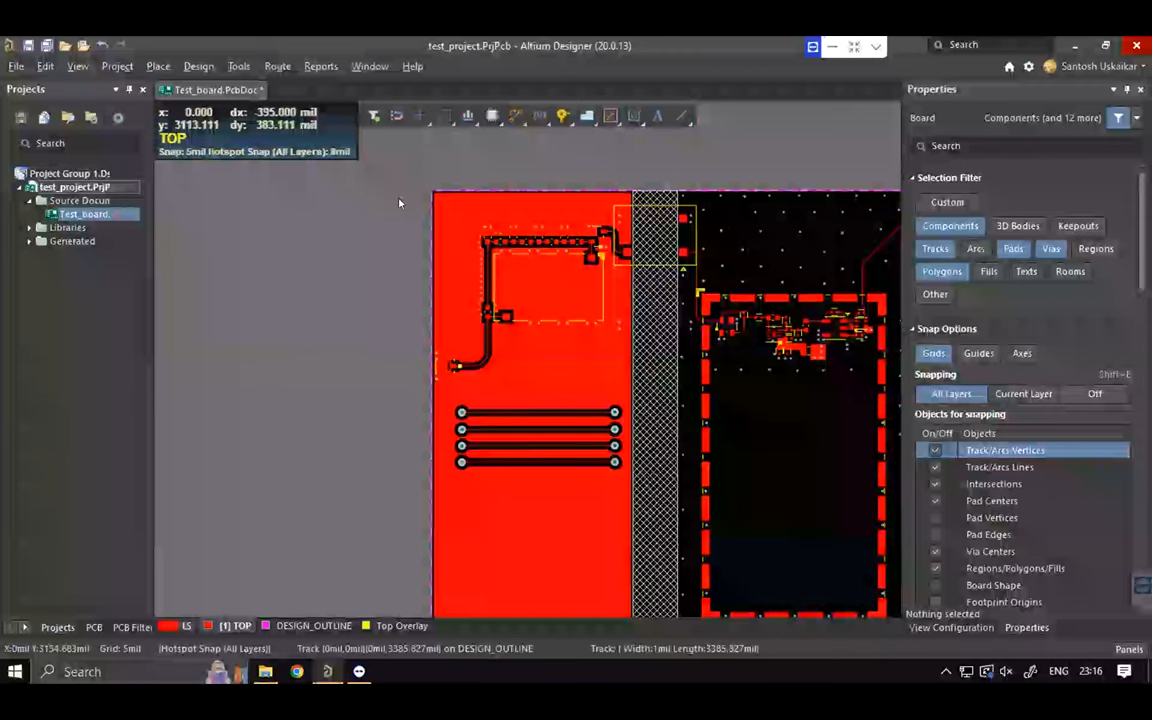 test_project.PrjPcb - Altium Designer (20.0.13)
Search
File Edit View Project Place Design Tools Route Reports Window Help
Santosh Uskaikar
Projects
Test_board.PcbDoc *
Properties
x: 0.000 dx: -395.000 mil
y: 3113.111 dy: 383.111 mil
TOP
Snap: 5mil Hotspot Snap (All Layers): 8mil
Board Components (and 12 more)
Search
Search
Project Group 1.Ds
test_project.PrjP
Source Docun
Test_board.
Libraries
Generated
Selection Filter
Custom
Components 3D Bodies Keepouts
Tracks Arcs Pads Vias Regions
Polygons Fills Texts Rooms
Other
Snap Options
Grids Guides Axes
Snapping Shift+E
All Layers Current Layer Off
Objects for snapping
On/Off Objects
Track/Arcs Vertices
Track/Arcs Lines
Intersections
Pad Centers
Pad Vertices
Pad Edges
Via Centers
Regions/Polygons/Fills
Board Shape
Footprint Origins
Nothing selected
Projects PCB PCB Filter LS [1] TOP DESIGN_OUTLINE Top Overlay View Configuration Properties
X:0mil Y:3154.683mil Grid: 5mil (Hotspot Snap (All Layers)) Track (0mil,0mil)(0mil,3385.827mil) on DESIGN_OUTLINE Track: ( Width:1mil Length:3385.827mil) Panels
Search ENG 23:16